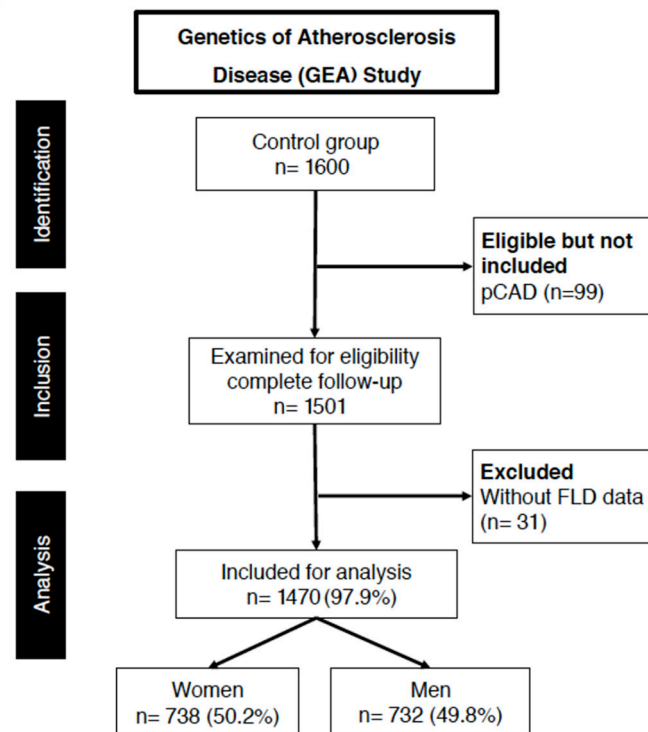 Genetics of Atherosclerosis
Disease (GEA) Study
Identification
Control group
n= 1600
Eligible but not
included
pCAD (n=99)
Inclusion
Examined for eligibility
complete follow-up
n= 1501
Excluded
Without FLD data
(n= 31)
Analysis
Included for analysis
n= 1470 (97.9%)
Women
n= 738 (50.2%)
Men
n= 732 (49.8%)